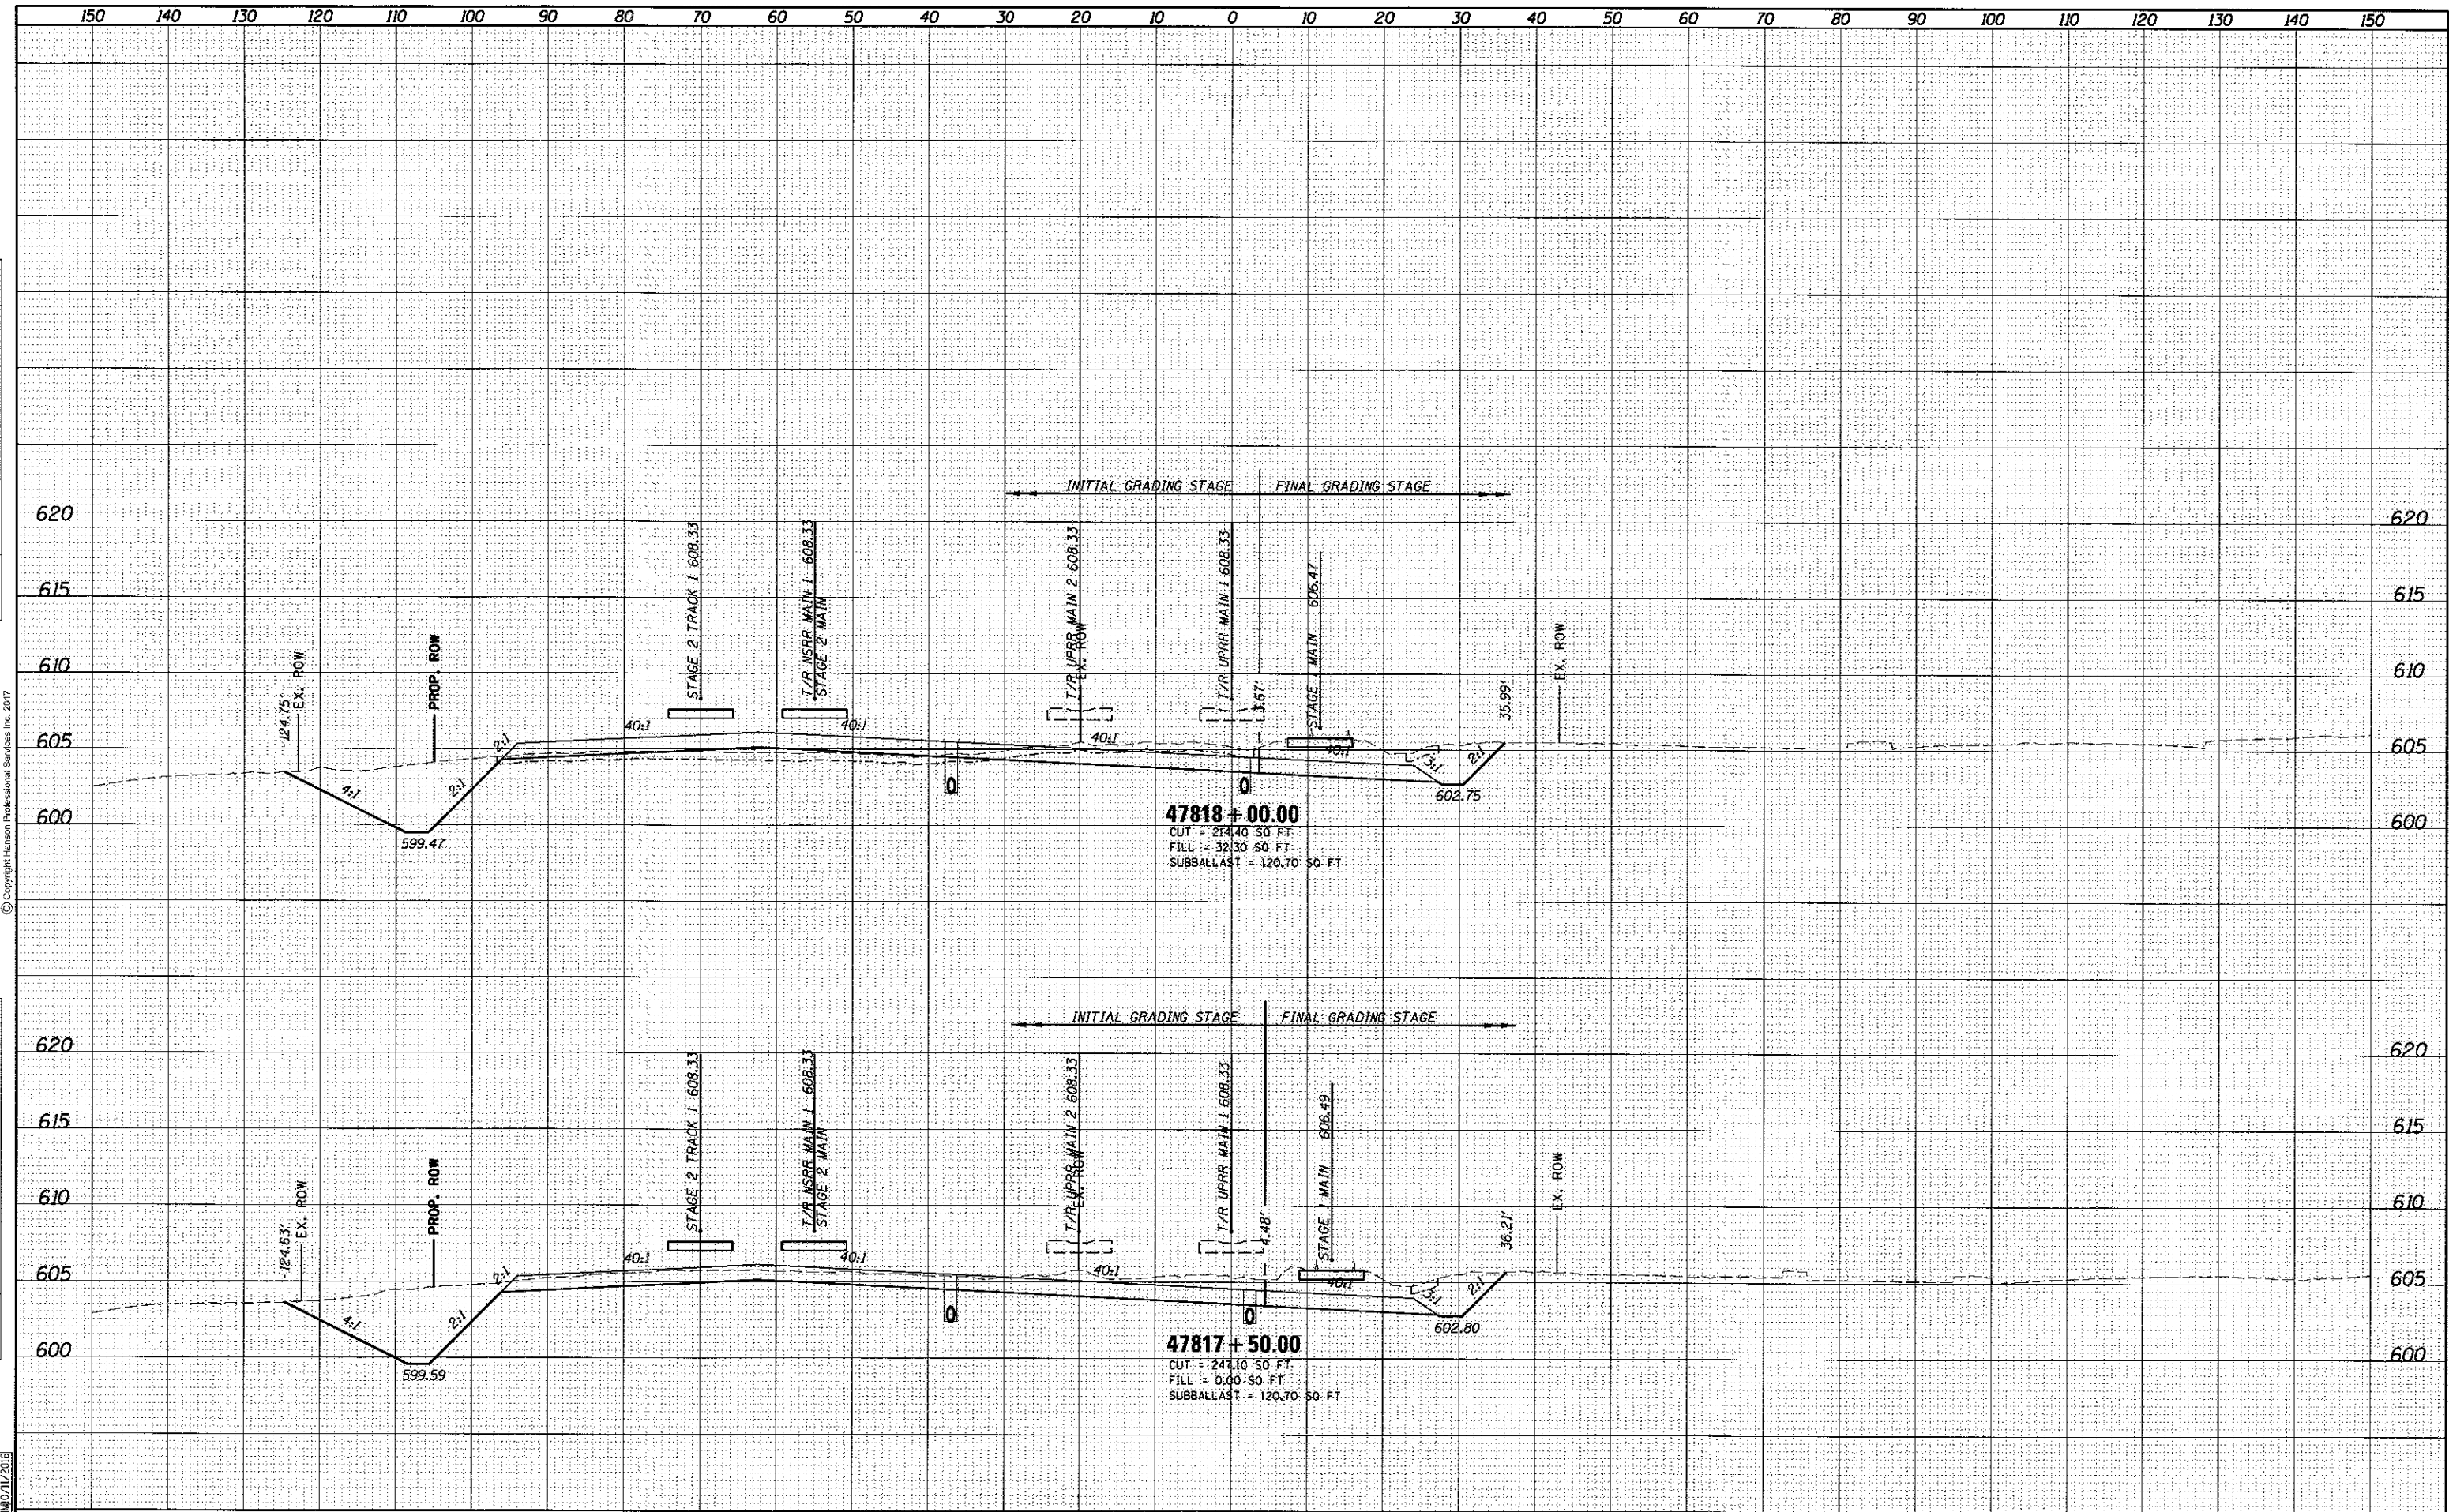 150 140 130 120 110 100 90 80 70 60 50 40 30 20 10 0 10 20 30 40 50 60 70 80 90 100 110 120 130 140 150
INITIAL GRADING STAGE FINAL GRADING STAGE
620 620
615 615
610 610
605 605
600 600
-124.75'
EX. ROW
PROP. ROW
STAGE 2 TRACK 1 608.33
T/R NSRR MAIN 1 608.33
STAGE 2 MAIN
T/R UPRR MAIN 2 608.33
EX. ROW
T/R UPRR MAIN 1 608.33
3.67'
STAGE 1 MAIN 606.47
35.99'
EX. ROW
4:1
2:1
2:1
40:1
40:1
40:1
40:1
3:1
2:1
599.47
602.75
47818+00.00
CUT = 214.40 SQ FT
FILL = 32.30 SQ FT
SUBBALLAST = 120.70 SQ FT
INITIAL GRADING STAGE FINAL GRADING STAGE
620 620
615 615
610 610
605 605
600 600
-124.63'
EX. ROW
PROP. ROW
STAGE 2 TRACK 1 608.33
T/R NSRR MAIN 1 608.33
STAGE 2 MAIN
T/R UPRR MAIN 2 608.33
EX. ROW
T/R UPRR MAIN 1 608.33
4.48'
STAGE 1 MAIN 606.49
36.21'
EX. ROW
4:1
2:1
2:1
40:1
40:1
40:1
40:1
3:1
2:1
599.59
602.80
47817+50.00
CUT = 247.10 SQ FT
FILL = 0.00 SQ FT
SUBBALLAST = 120.70 SQ FT
© Copyright Hanson Professional Services Inc. 2017